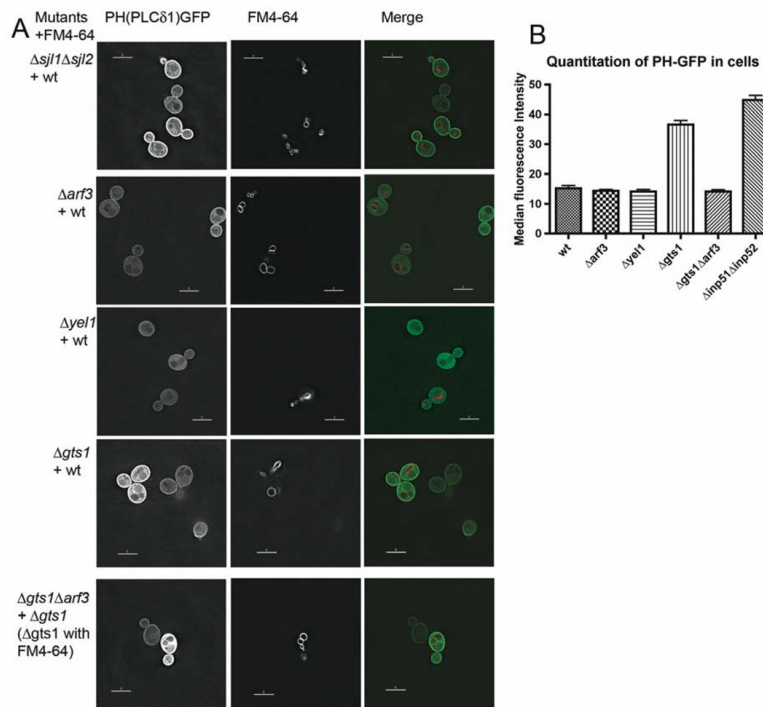 A
Mutants
+FM4-64
PH(PLCδ1)GFP
FM4-64
Merge
Δsjl1Δsjl2
+ wt
Δarf3
+ wt
Δyel1
+ wt
Δgts1
+ wt
Δgts1Δarf3
+ Δgts1
(Δgts1 with
FM4-64)
B
Quantitation of PH-GFP in cells
Median fluorescence Intensity
50
40
30
20
10
0
wt
Δarf3
Δyel1
Δgts1
Δgts1Δarf3
Δinp51Δinp52